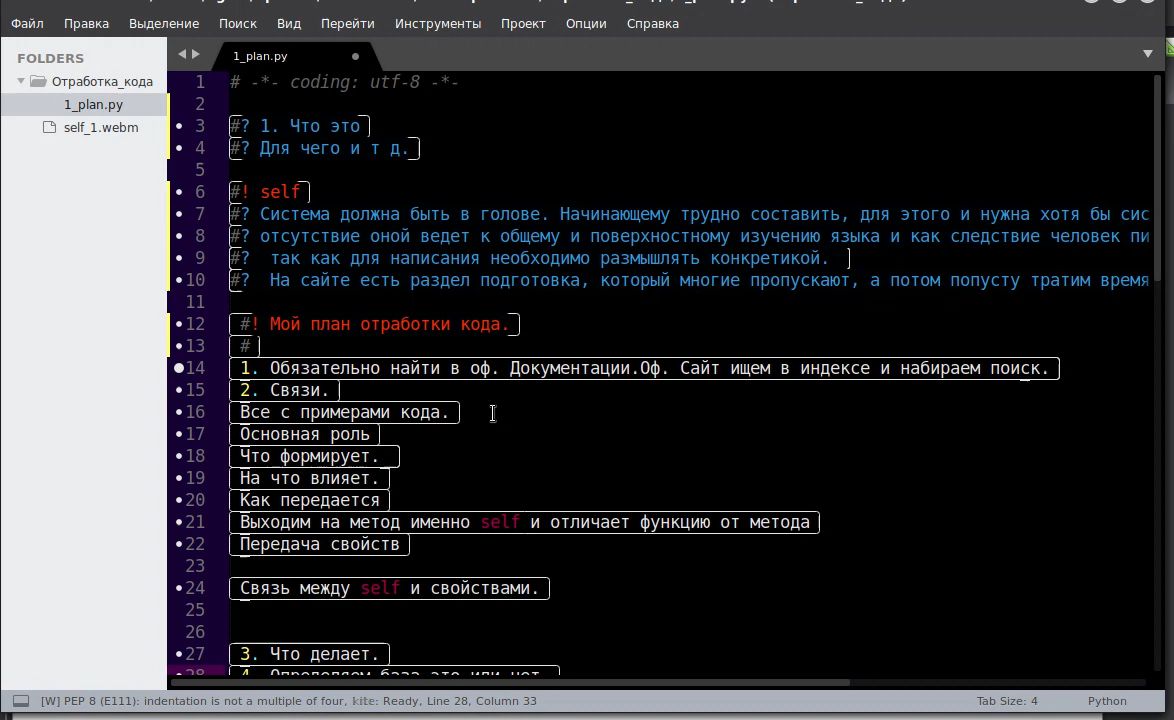 Файл Правка Выделение Поиск Вид Перейти Инструменты Проект Опции Справка
FOLDERS
Отработка_кода
1_plan.py
self_1.webm
1_plan.py
1 # -*- coding: utf-8 -*-
2
3 #? 1. Что это
4 #? Для чего и т д.
5
6 #! self
7 #? Система должна быть в голове. Начинающему трудно составить, для этого и нужна хотя бы сис
8 #? отсутствие оной ведет к общему и поверхностному изучению языка и как следствие человек пи
9 #? так как для написания необходимо размышлять конкретикой.
10 #? На сайте есть раздел подготовка, который многие пропускают, а потом попусту тратим время
11
12 #! Мой план отработки кода.
13 #
14 1. Обязательно найти в оф. Документации.Оф. Сайт ищем в индексе и набираем поиск.
15 2. Связи.
16 Все с примерами кода.
17 Основная роль
18 Что формирует.
19 На что влияет.
20 Как передается
21 Выходим на метод именно self и отличает функцию от метода
22 Передача свойств
23
24 Связь между self и свойствами.
25
26
27 3. Что делает.
28 4. Определяем база это или нет.
[W] PEP 8 (E111): indentation is not a multiple of four, kite: Ready, Line 28, Column 33
Tab Size: 4
Python